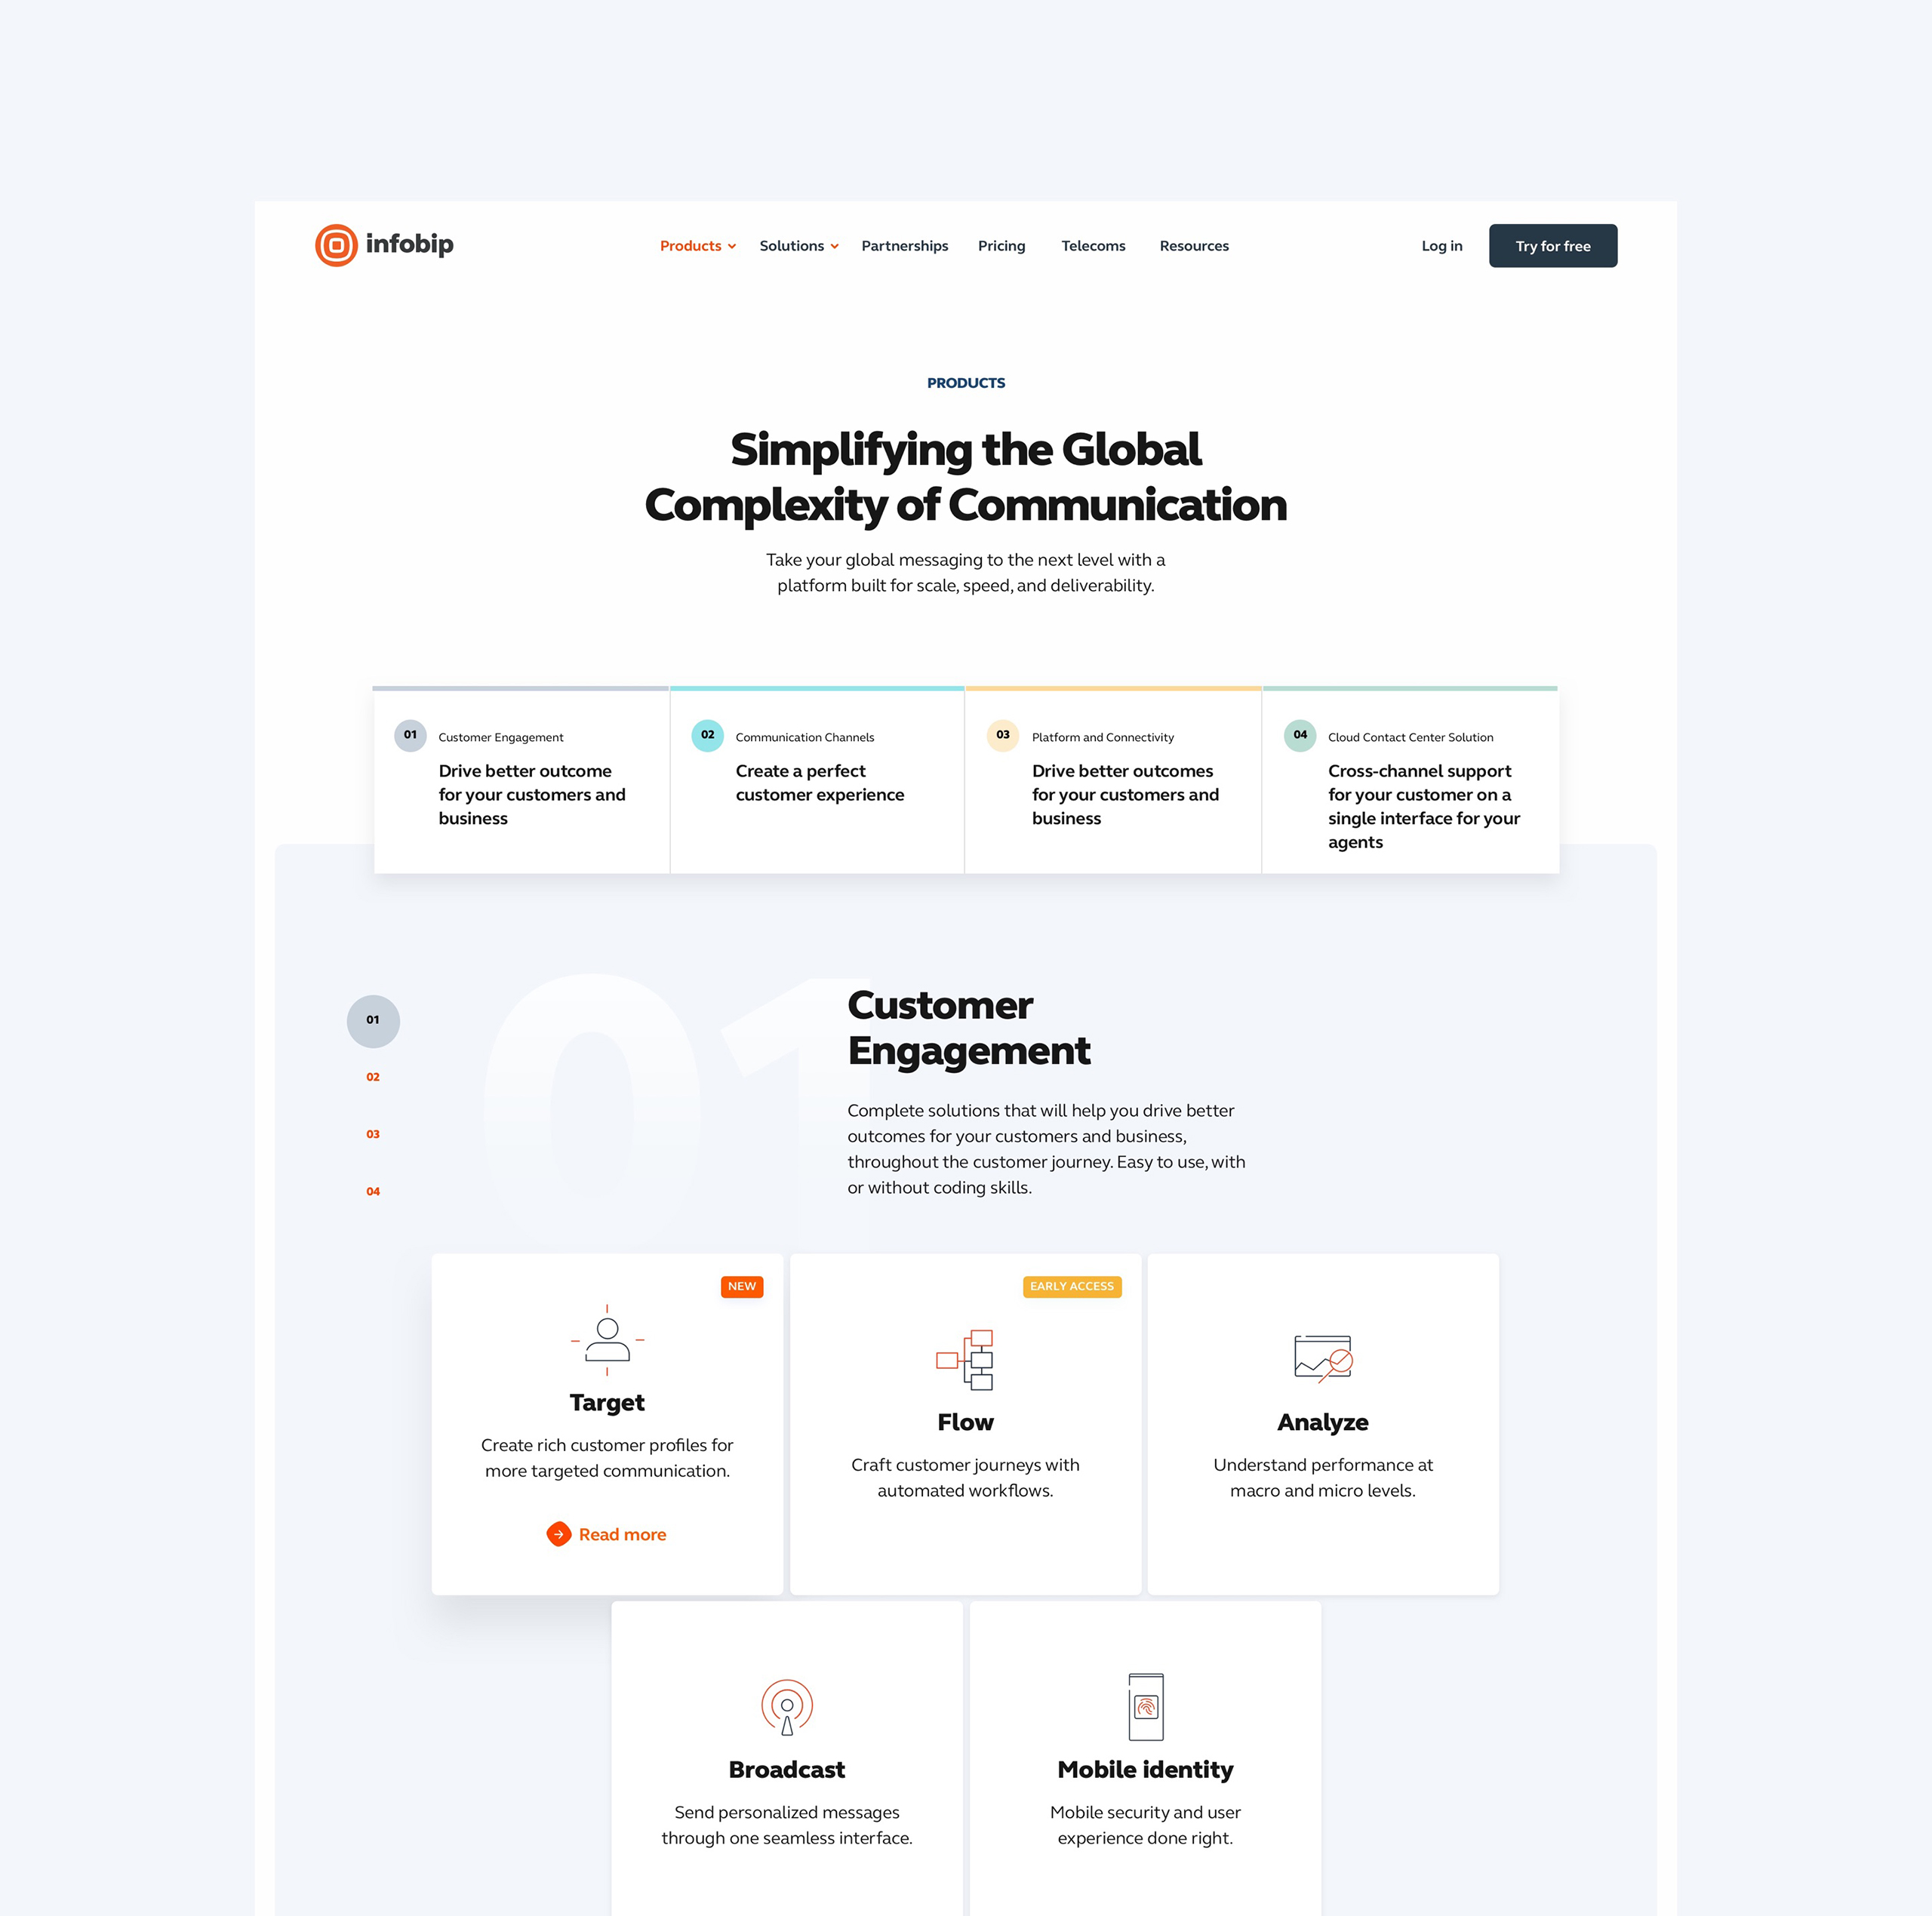 infobip
Products
Solutions
Partnerships
Pricing
Telecoms
Resources
Log in
Try for free
PRODUCTS
Simplifying the Global
Complexity of Communication
Take your global messaging to the next level with a
platform built for scale, speed, and deliverability.
01
Customer Engagement
Drive better outcome
for your customers and
business
02
Communication Channels
Create a perfect
customer experience
03
Platform and Connectivity
Drive better outcomes
for your customers and
business
04
Cloud Contact Center Solution
Cross-channel support
for your customer on a
single interface for your
agents
01
02
03
04
01
Customer
Engagement
Complete solutions that will help you drive better
outcomes for your customers and business,
throughout the customer journey. Easy to use, with
or without coding skills.
NEW
Target
Create rich customer profiles for
more targeted communication.
Read more
EARLY ACCESS
Flow
Craft customer journeys with
automated workflows.
Analyze
Understand performance at
macro and micro levels.
Broadcast
Send personalized messages
through one seamless interface.
Mobile identity
Mobile security and user
experience done right.